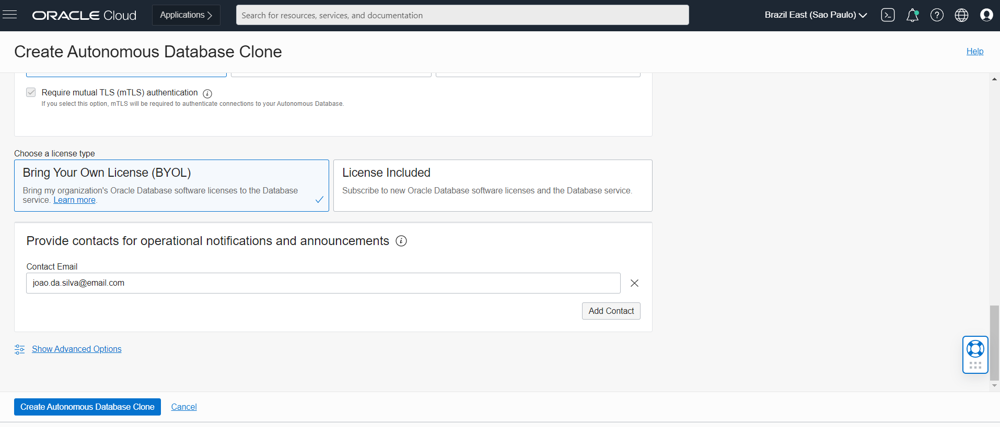 ORACLE Cloud
Applications
Search for resources, services, and documentation
Brazil East (Sao Paulo)
Create Autonomous Database Clone
Help
Require mutual TLS (mTLS) authentication
If you select this option, mTLS will be required to authenticate connections to your Autonomous Database.
Choose a license type
Bring Your Own License (BYOL)
Bring my organization's Oracle Database software licenses to the Database
service. Learn more.
License Included
Subscribe to new Oracle Database software licenses and the Database service.
Provide contacts for operational notifications and announcements
Contact Email
joao.da.silva@email.com
Add Contact
Show Advanced Options
Create Autonomous Database Clone
Cancel